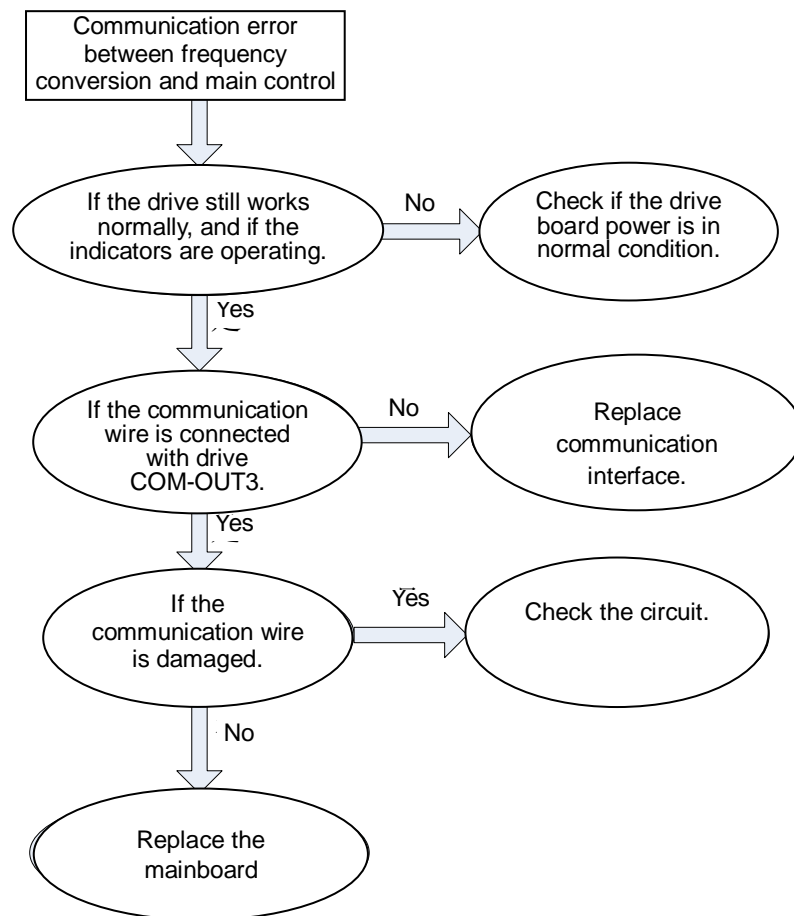 Communication error
between frequency
conversion and main control
If the drive still works
normally, and if the
indicators are operating.
No
Check if the drive
board power is in
normal condition.
Yes
If the communication
wire is connected
with drive
COM-OUT3.
No
Replace
communication
interface.
Yes
If the
communication wire
is damaged.
Yes
Check the circuit.
No
Replace the
mainboard